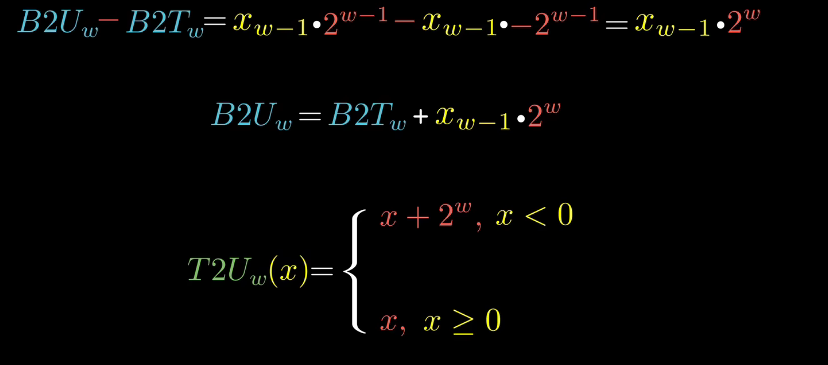 B2U_w − B2T_w = x_{w−1} • 2^{w−1} − x_{w−1} • −2^{w−1} = x_{w−1} • 2^w
B2U_w = B2T_w + x_{w−1} • 2^w
x + 2^w, x < 0
T2U_w(x) = {
x, x ≥ 0